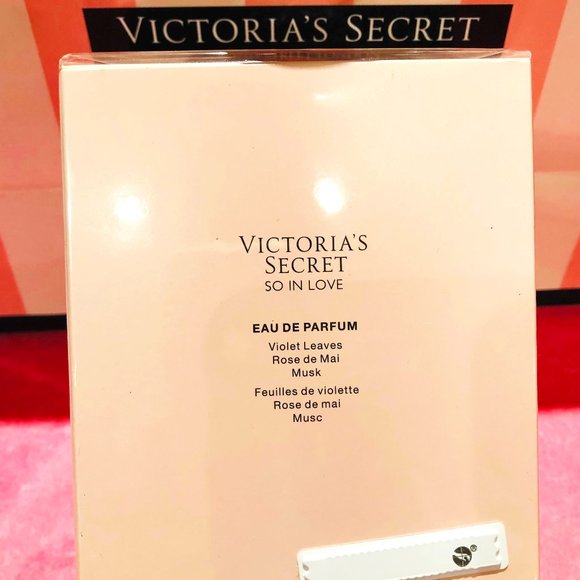 VICTORIA'S SECRET
VICTORIA'S
SECRET
SO IN LOVE
EAU DE PARFUM
Violet Leaves
Rose de Mai
Musk
Feuilles de violette
Rose de mai
Musc
®